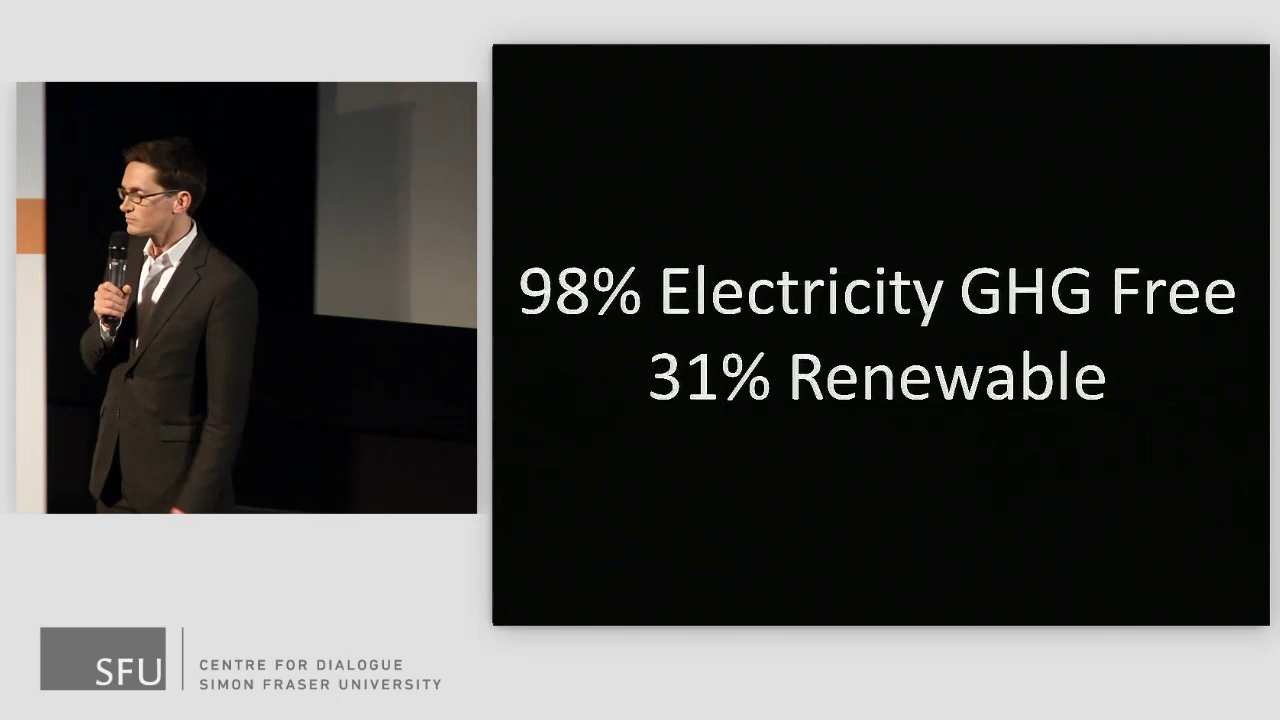 98% Electricity GHG Free
31% Renewable
SFU
CENTRE FOR DIALOGUE
SIMON FRASER UNIVERSITY